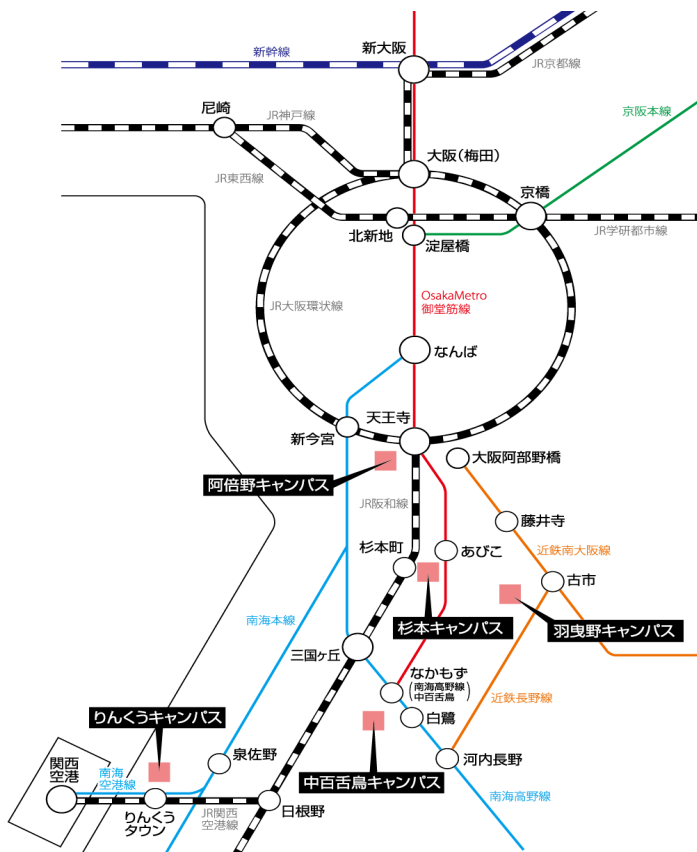 新幹線
新大阪
JR京都線
尼崎
JR神戸線
京阪本線
大阪(梅田)
JR東西線
京橋
北新地
淀屋橋
JR学研都市線
JR大阪環状線
OsakaMetro
御堂筋線
なんば
天王寺
新今宮
大阪阿部野橋
阿倍野キャンパス
JR阪和線
藤井寺
杉本町
あびこ
近鉄南大阪線
古市
南海本線
杉本キャンパス
羽曳野キャンパス
三国ヶ丘
なかもず
(南海高野線
中百舌鳥)
近鉄長野線
りんくうキャンパス
白鷺
泉佐野
河内長野
関西
空港
中百舌鳥キャンパス
南海
空港線
南海高野線
りんくう
タウン
JR関西
空港線
日根野